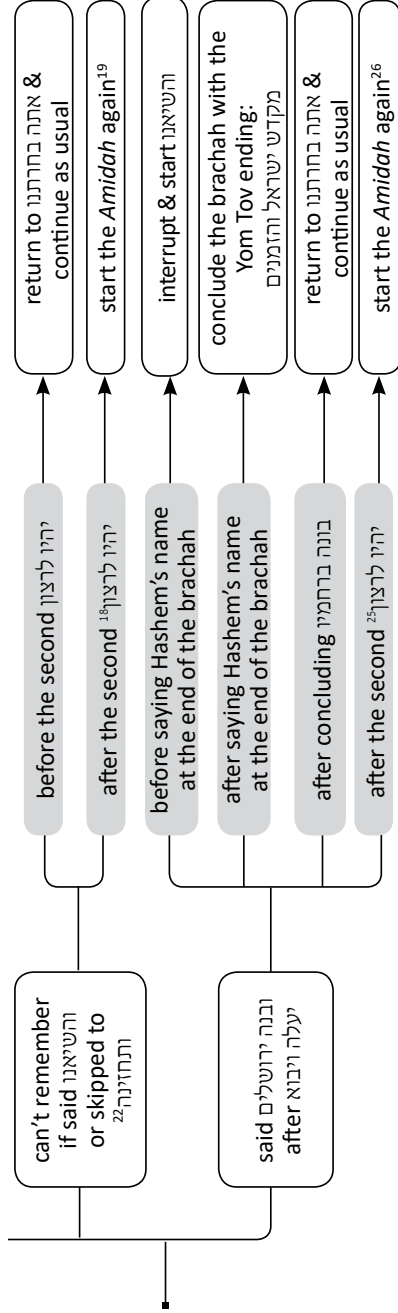 can't remember
if said והשיאנו
or skipped to
ותחזינה22
before the second יהיו לרצון
return to אתה בחרתנו &
continue as usual
after the second יהיו לרצון18
start the Amidah again19
said ובנה ירושלים
after יעלה ויבוא
before saying Hashem's name
at the end of the brachah
interrupt & start והשיאנו
after saying Hashem's name
at the end of the brachah
conclude the brachah with the
Yom Tov ending:
מקדש ישראל והזמנים
after concluding בונה ברחמיו
return to אתה בחרתנו &
continue as usual
after the second יהיו לרצון25
start the Amidah again26